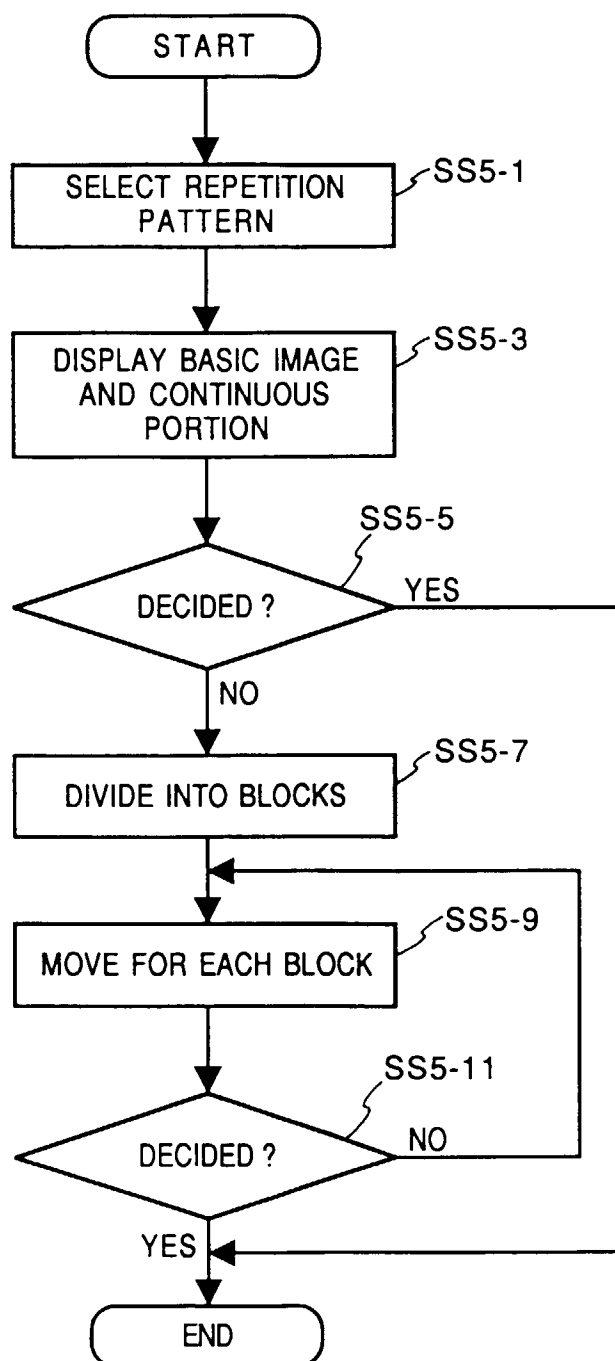 START
SS5-1
SELECT REPETITION
PATTERN
SS5-3
DISPLAY BASIC IMAGE
AND CONTINUOUS
PORTION
SS5-5
DECIDED ?
YES
NO
SS5-7
DIVIDE INTO BLOCKS
SS5-9
MOVE FOR EACH BLOCK
SS5-11
DECIDED ?
NO
YES
END